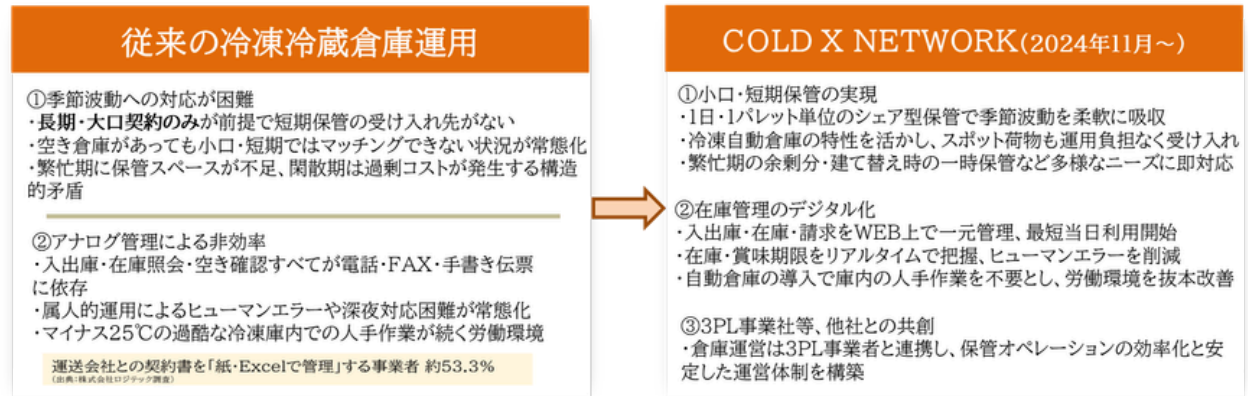 従来の冷凍冷蔵倉庫運用
①季節波動への対応が困難
・長期・大口契約のみが前提で短期保管の受け入れ先がない
・空き倉庫があっても小口・短期ではマッチングできない状況が常態化
・繁忙期に保管スペースが不足、閑散期は過剰コストが発生する構造
的矛盾
②アナログ管理による非効率
・入出庫・在庫照会・空き確認すべてが電話・FAX・手書き伝票
に依存
・属人的運用によるヒューマンエラーや深夜対応困難が常態化
・マイナス25℃の過酷な冷凍庫内での人手作業が続く労働環境
運送会社との契約書を「紙・Excelで管理」する事業者 約53.3%
(出典:株式会社ロジテック調査)
COLD X NETWORK(2024年11月～)
①小口・短期保管の実現
・1日・1パレット単位のシェア型保管で季節波動を柔軟に吸収
・冷凍自動倉庫の特性を活かし、スポット荷物も運用負担なく受け入れ
・繁忙期の余剰分・建て替え時の一時保管など多様なニーズに即対応
②在庫管理のデジタル化
・入出庫・在庫・請求をWEB上で一元管理、最短当日利用開始
・在庫・賞味期限をリアルタイムで把握、ヒューマンエラーを削減
・自動倉庫の導入で庫内の人手作業を不要とし、労働環境を抜本改善
③3PL事業社等、他社との共創
・倉庫運営は3PL事業者と連携し、保管オペレーションの効率化と安
定した運営体制を構築